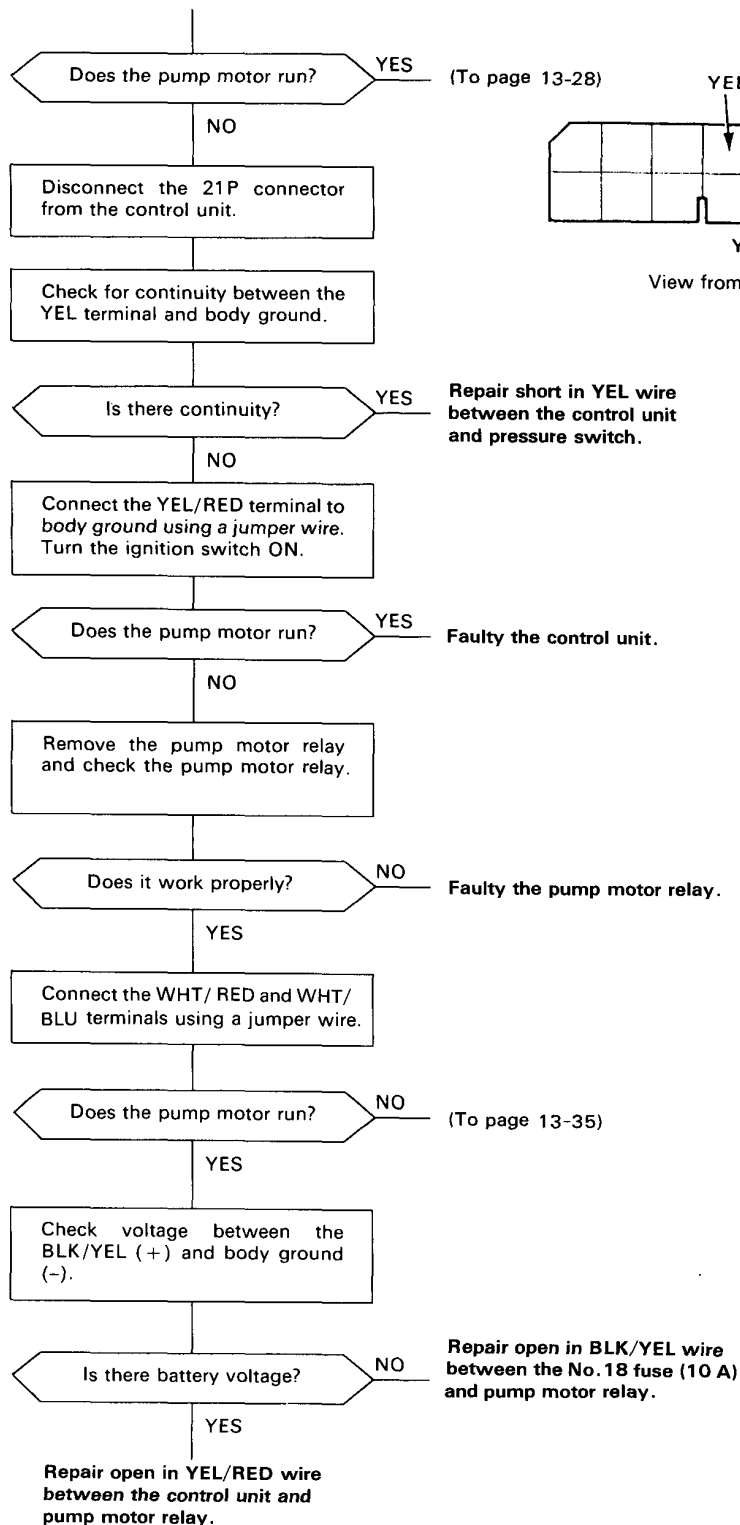 Does the pump motor run?
YES
(To page 13-28)
NO
Disconnect the 21P connector
from the control unit.
Check for continuity between the
YEL terminal and body ground.
View from
Is there continuity?
YES
Repair short in YEL wire
between the control unit
and pressure switch.
NO
Connect the YEL/RED terminal to
body ground using a jumper wire.
Turn the ignition switch ON.
Does the pump motor run?
YES
Faulty the control unit.
NO
Remove the pump motor relay
and check the pump motor relay.
Does it work properly?
NO
Faulty the pump motor relay.
YES
Connect the WHT/ RED and WHT/
BLU terminals using a jumper wire.
Does the pump motor run?
NO
(To page 13-35)
YES
Check voltage between the
BLK/YEL (+) and body ground
(-).
Is there battery voltage?
NO
Repair open in BLK/YEL wire
between the No.18 fuse (10 A)
and pump motor relay.
YES
Repair open in YEL/RED wire
between the control unit and
pump motor relay.